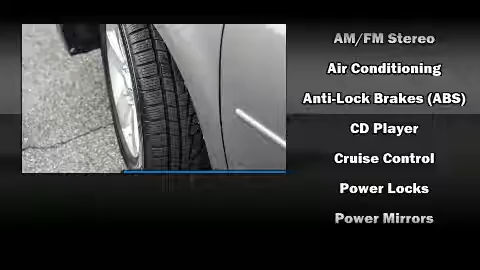 AM/FM Stereo
Air Conditioning
Anti-Lock Brakes (ABS)
CD Player
Cruise Control
Power Locks
Power Mirrors